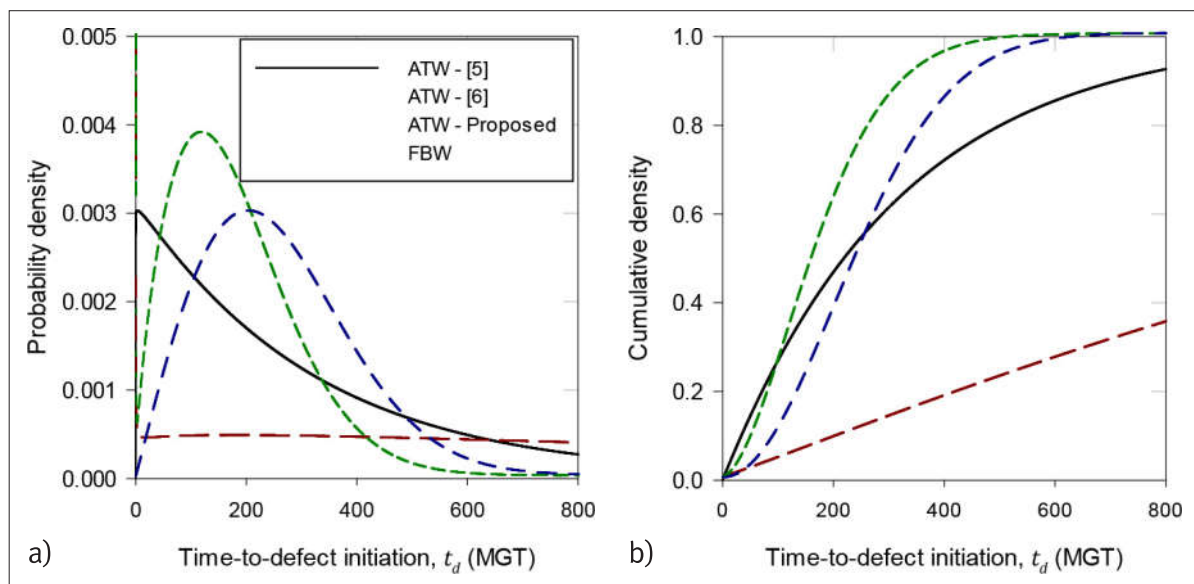 0.005
0.004
0.003
0.002
0.001
0.000
Probability density
ATW - [5]
ATW - [6]
ATW - Proposed
FBW
0 200 400 600 800
Time-to-defect initiation, t_d (MGT)
a)
1.0
0.8
0.6
0.4
0.2
0.0
Cumulative density
0 200 400 600 800
Time-to-defect initiation, t_d (MGT)
b)